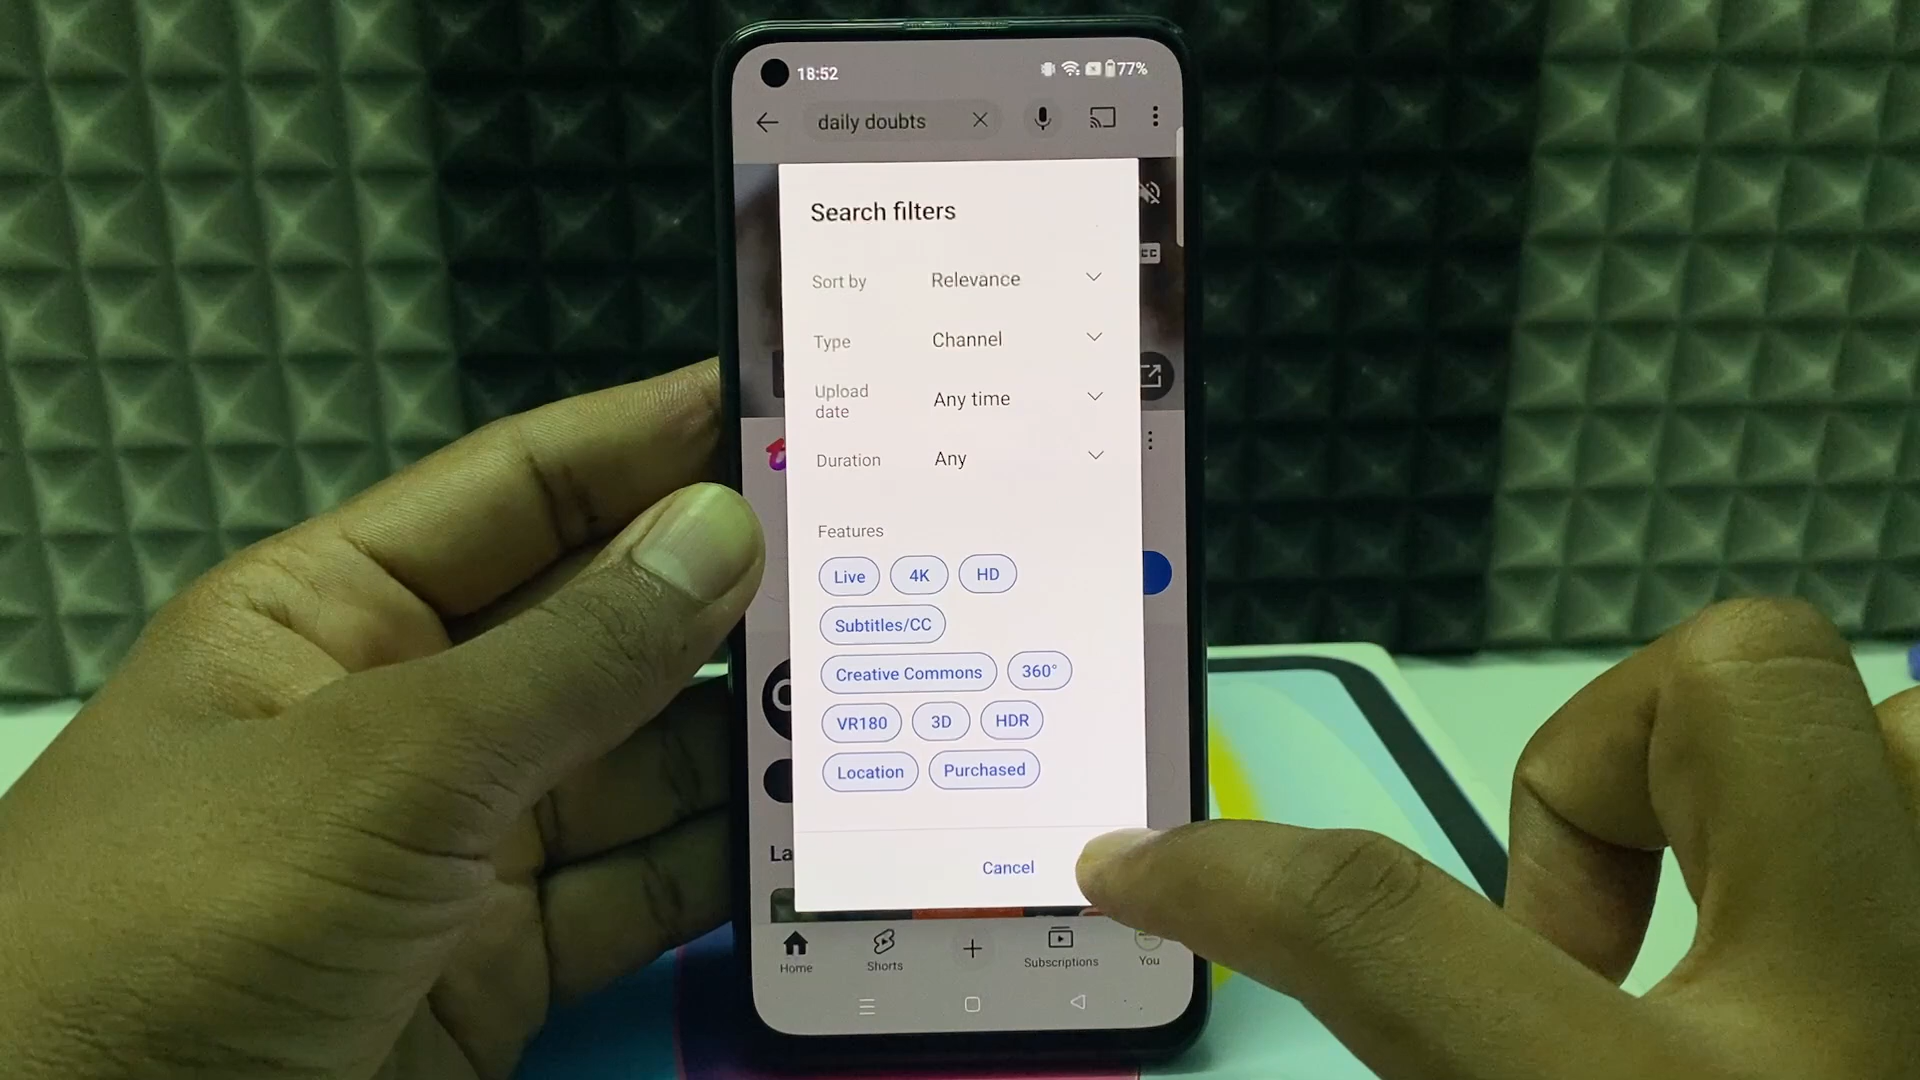 18:52 77%
daily doubts
Search filters
Sort by Relevance
Type Channel
Upload date Any time
Duration Any
Features
Live 4K HD
Subtitles/CC
Creative Commons 360°
VR180 3D HDR
Location Purchased
La
Cancel
Home Shorts Subscriptions You